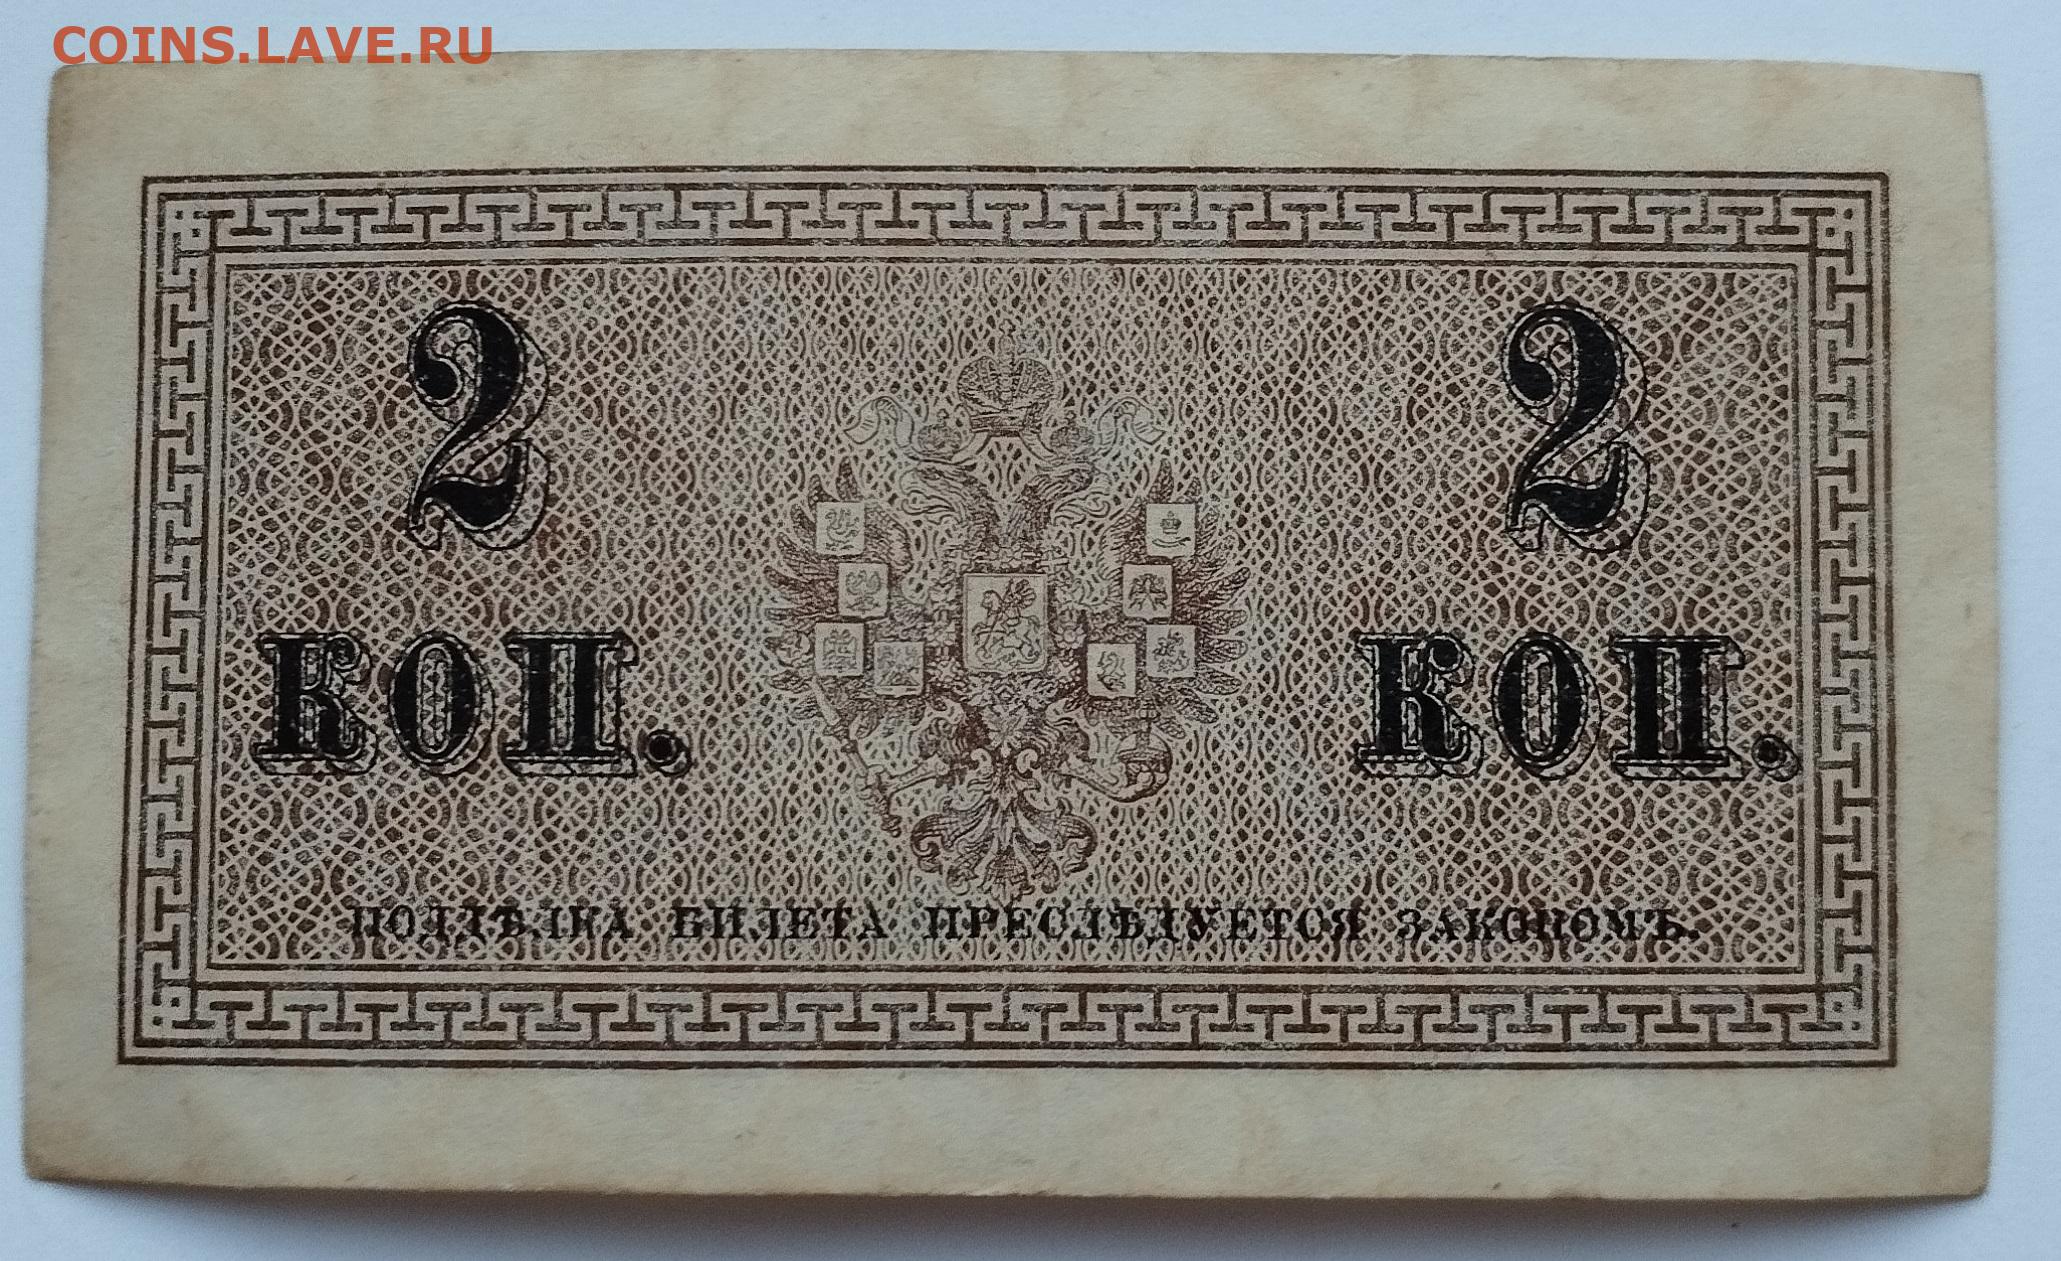 COINS.LAVE.RU
2 2
КОП. КОП.
ПОДДѢЛКА БИЛЕТА ПРЕСЛѢДУЕТСЯ ЗАКОНОМЪ.